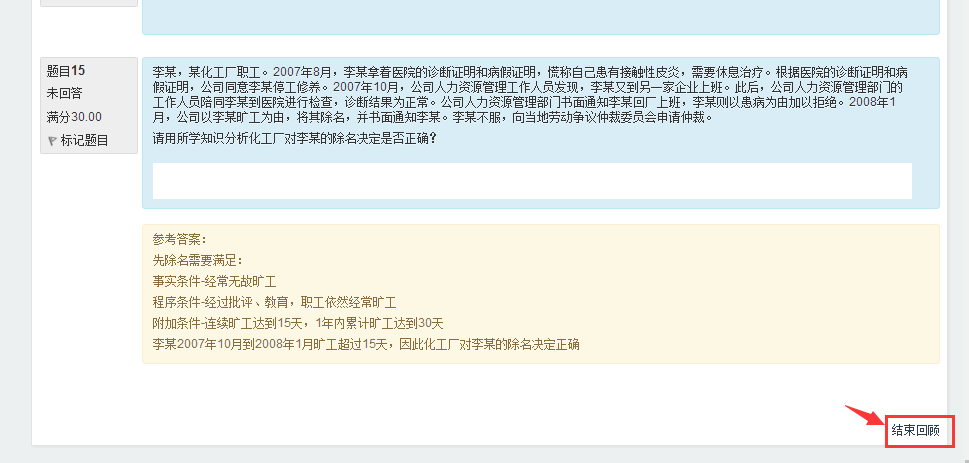 题目15
未回答
满分30.00
标记题目
李某，某化工厂职工。2007年8月，李某拿着医院的诊断证明和病假证明，慌称自己患有接触性皮炎，需要休息治疗。根据医院的诊断证明和病
假证明，公司同意李某停工修养。2007年10月，公司人力资源管理工作人员发现，李某又到另一家企业上班。此后，公司人力资源管理部门的
工作人员陪同李某到医院进行检查，诊断结果为正常。公司人力资源管理部门书面通知李某回厂上班，李某则以患病为由加以拒绝。2008年1
月，公司以李某旷工为由，将其除名，并书面通知李某。李某不服，向当地劳动争议仲裁委员会申请仲裁。
请用所学知识分析化工厂对李某的除名决定是否正确？
参考答案：
先除名需要满足：
事实条件-经常无故旷工
程序条件-经过批评、教育，职工依然经常旷工
附加条件-连续旷工达到15天，1年内累计旷工达到30天
李某2007年10月到2008年1月旷工超过15天，因此化工厂对李某的除名决定正确
结束回顾